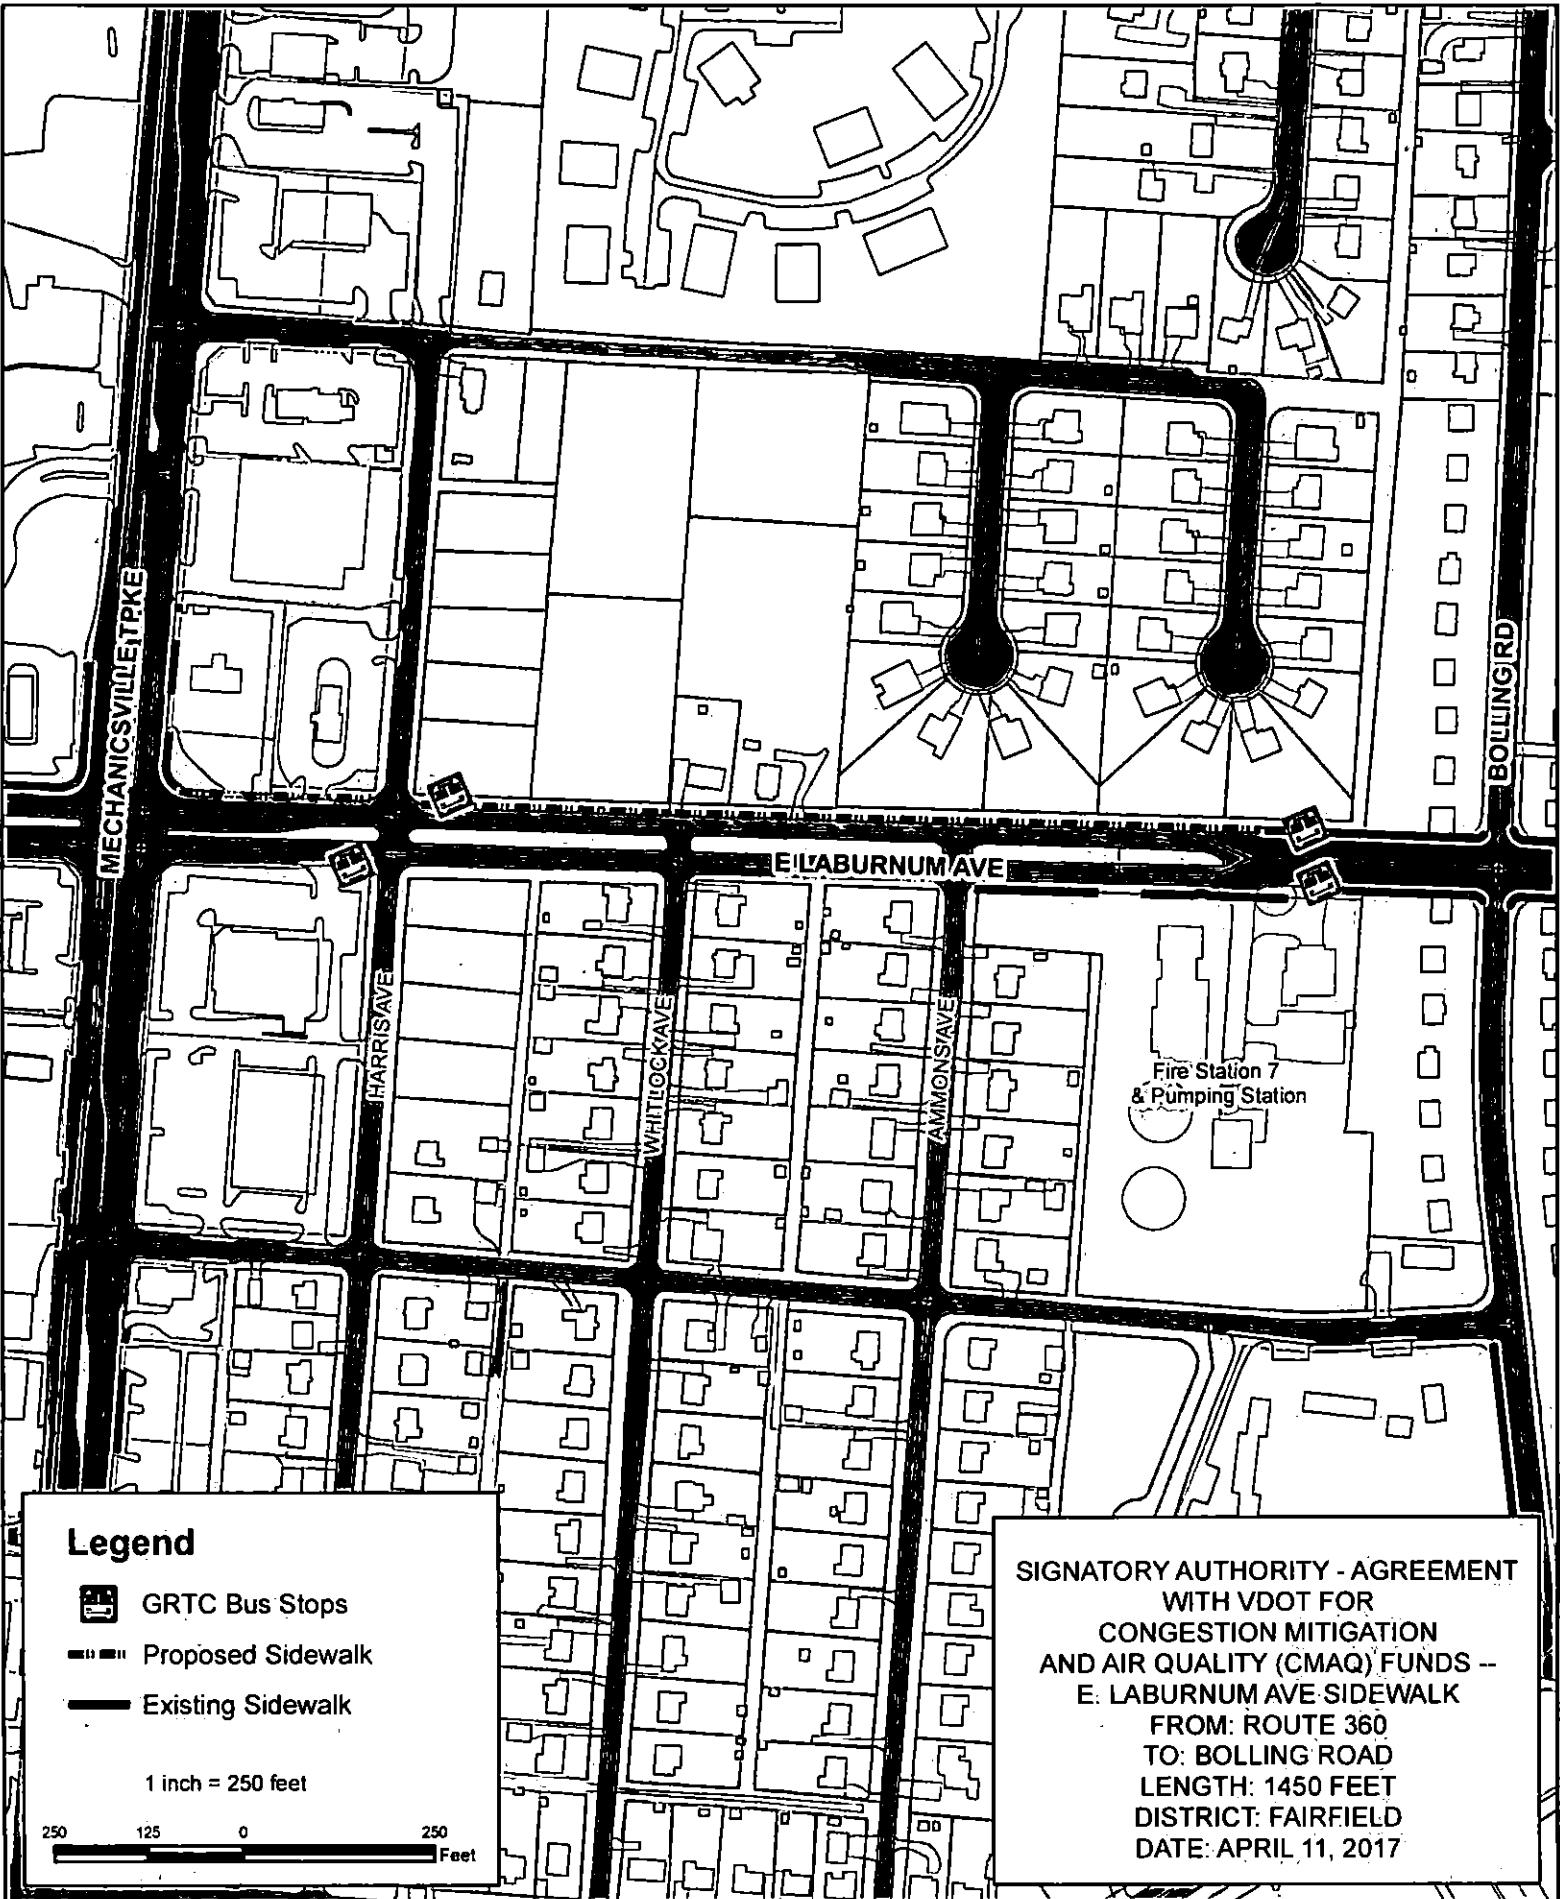 MECHANICSVILLE TPKE
BOLLING RD
E LABURNUM AVE
HARRIS AVE
WHITLOCK AVE
AMMONS AVE
Fire Station 7
& Pumping Station
Legend
GRTC Bus Stops
Proposed Sidewalk
Existing Sidewalk
1 inch = 250 feet
250 125 0 250
Feet
SIGNATORY AUTHORITY - AGREEMENT
WITH VDOT FOR
CONGESTION MITIGATION
AND AIR QUALITY (CMAQ) FUNDS --
E. LABURNUM AVE SIDEWALK
FROM: ROUTE 360
TO: BOLLING ROAD
LENGTH: 1450 FEET
DISTRICT: FAIRFIELD
DATE: APRIL 11, 2017